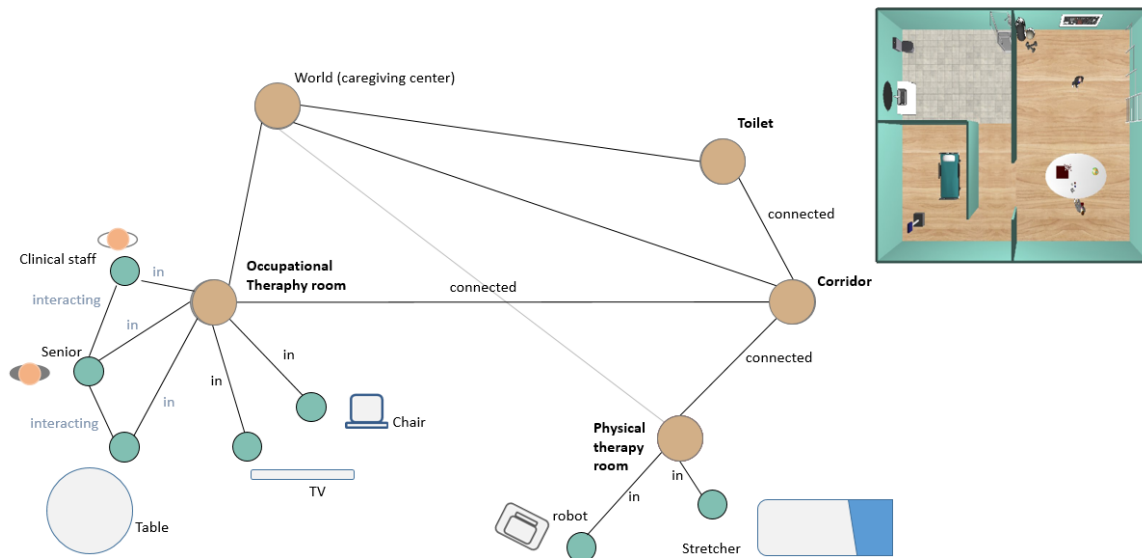 World (caregiving center)
Toilet
connected
Clinical staff
in
Occupational
Theraphy room
connected
Corridor
interacting
in
Senior
in
in
in
connected
interacting
Chair
Physical
therapy
room
in
in
TV
robot
Table
Stretcher